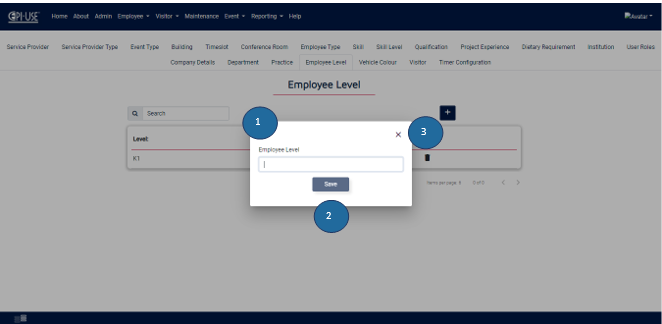 EPI-USE Home About Admin Employee Visitor Maintenance Event Reporting Help Avatar
Service Provider Service Provider Type Event Type Building Timeslot Conference Room Employee Type Skill Skill Level Qualification Project Experience Dietary Requirement Institution User Roles
Company Details Department Practice Employee Level Vehicle Colour Visitor Timer Configuration
Employee Level
Search +
1
3
×
Level
Employee Level
K1
Save
Items per page: 5 0 of 0 < >
2